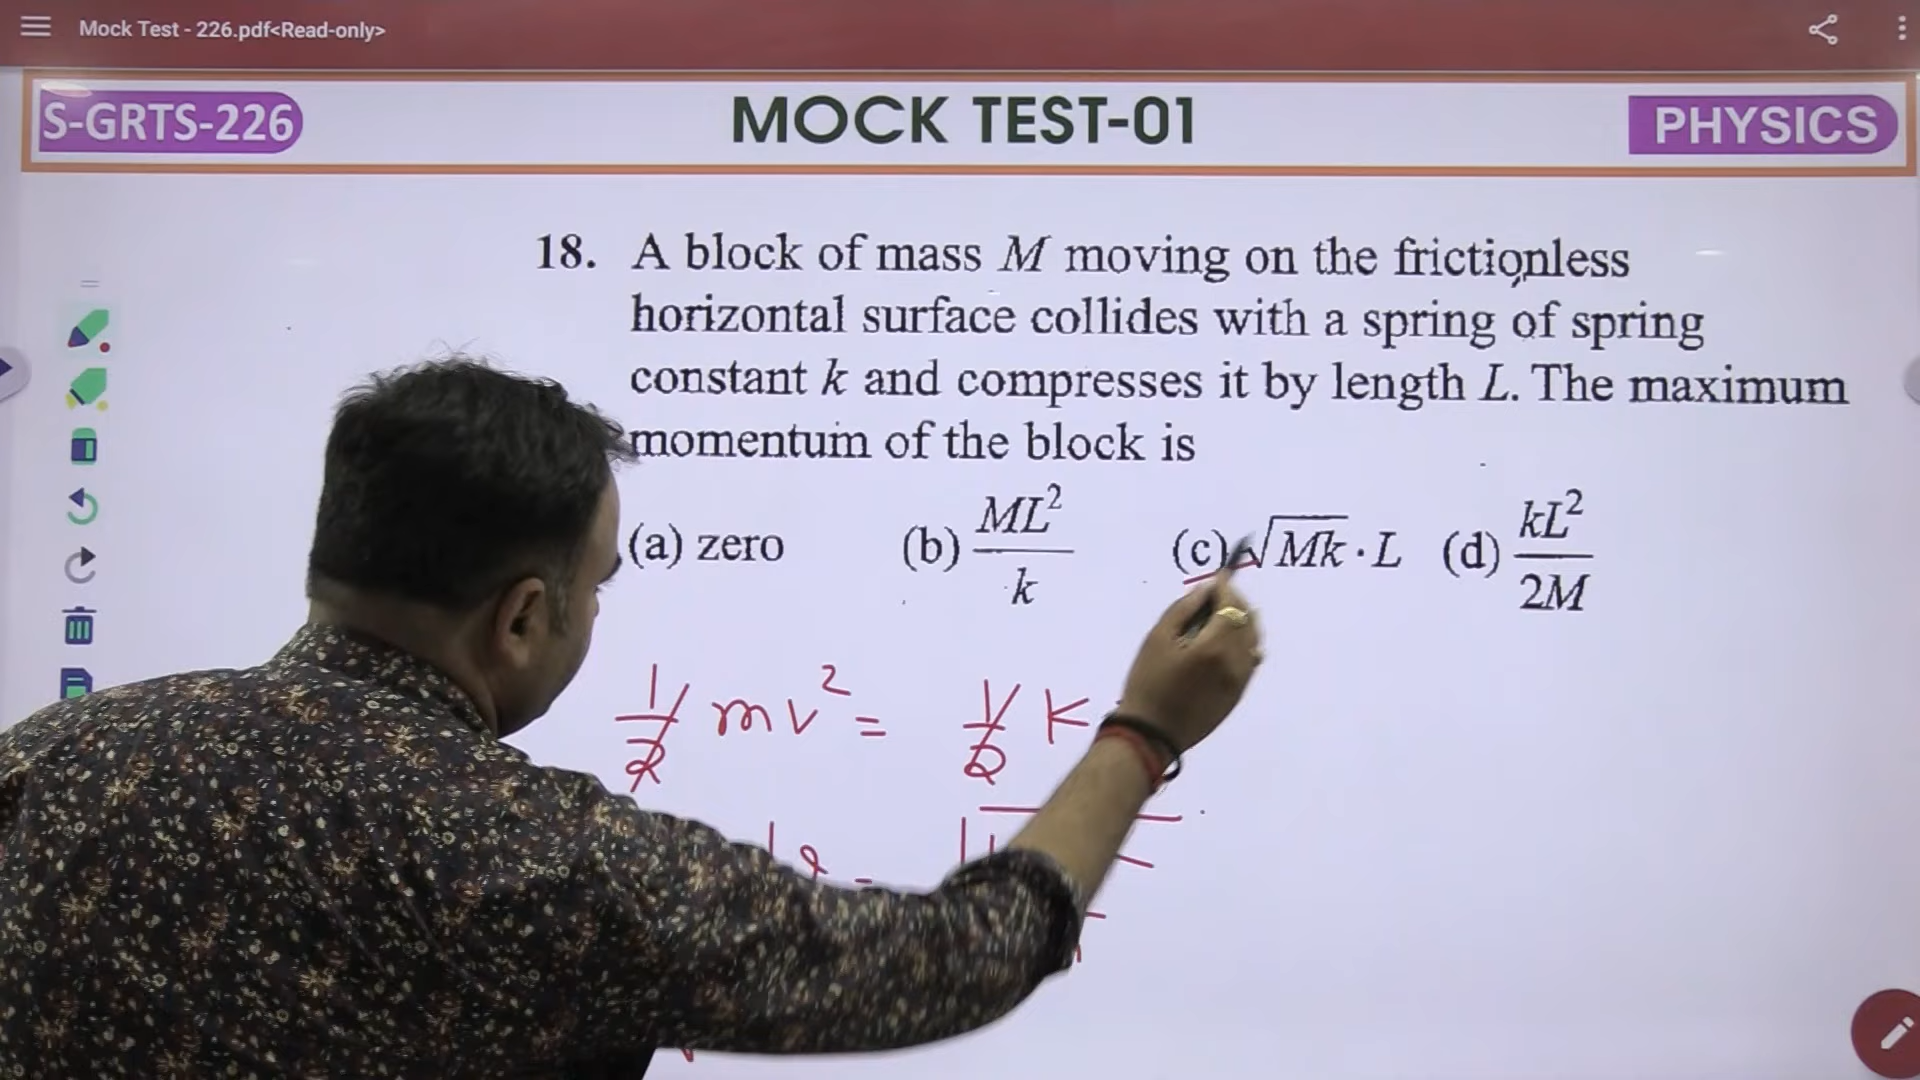 Mock Test - 226.pdf<Read-only>
S-GRTS-226
MOCK TEST-01
PHYSICS
18. A block of mass M moving on the frictionless
horizontal surface collides with a spring of spring
constant k and compresses it by length L. The maximum
momentum of the block is
(a) zero (b) ML²/k (c) √Mk · L (d) kL²/2M
1/2 mv² = 1/2 K